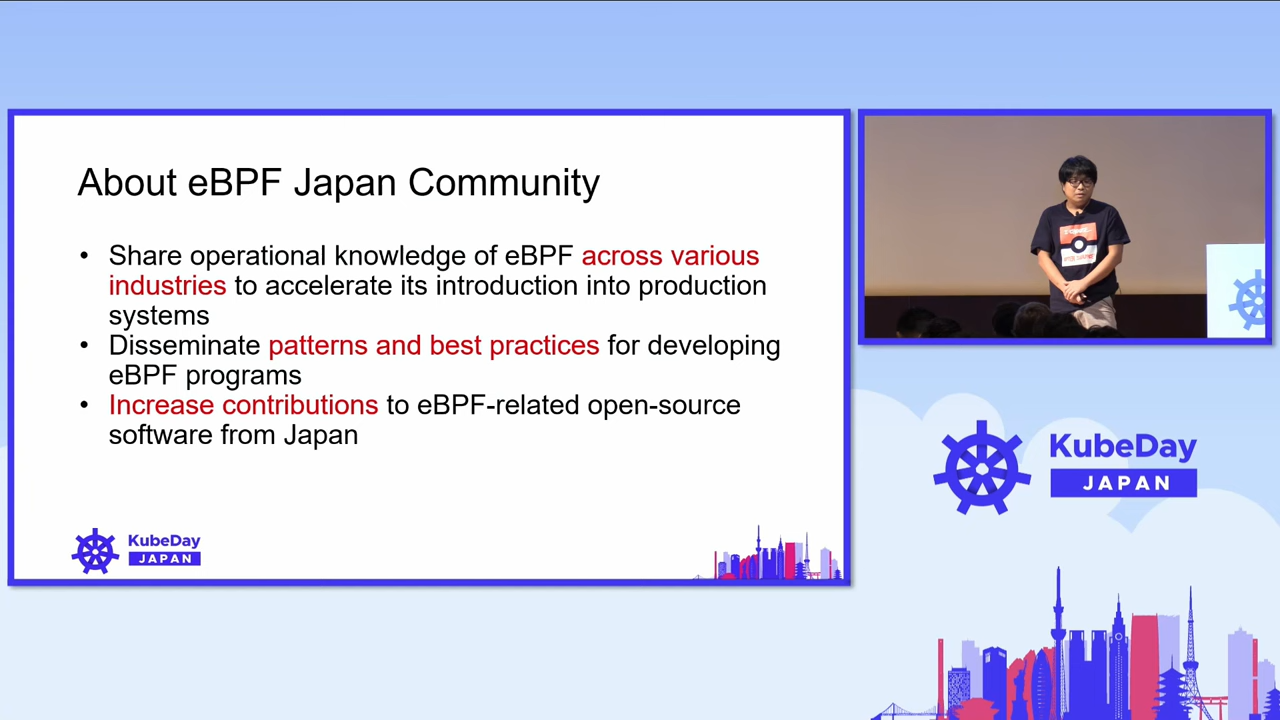 About eBPF Japan Community
• Share operational knowledge of eBPF across various
industries to accelerate its introduction into production
systems
• Disseminate patterns and best practices for developing
eBPF programs
• Increase contributions to eBPF-related open-source
software from Japan
KubeDay
JAPAN
KubeDay
JAPAN